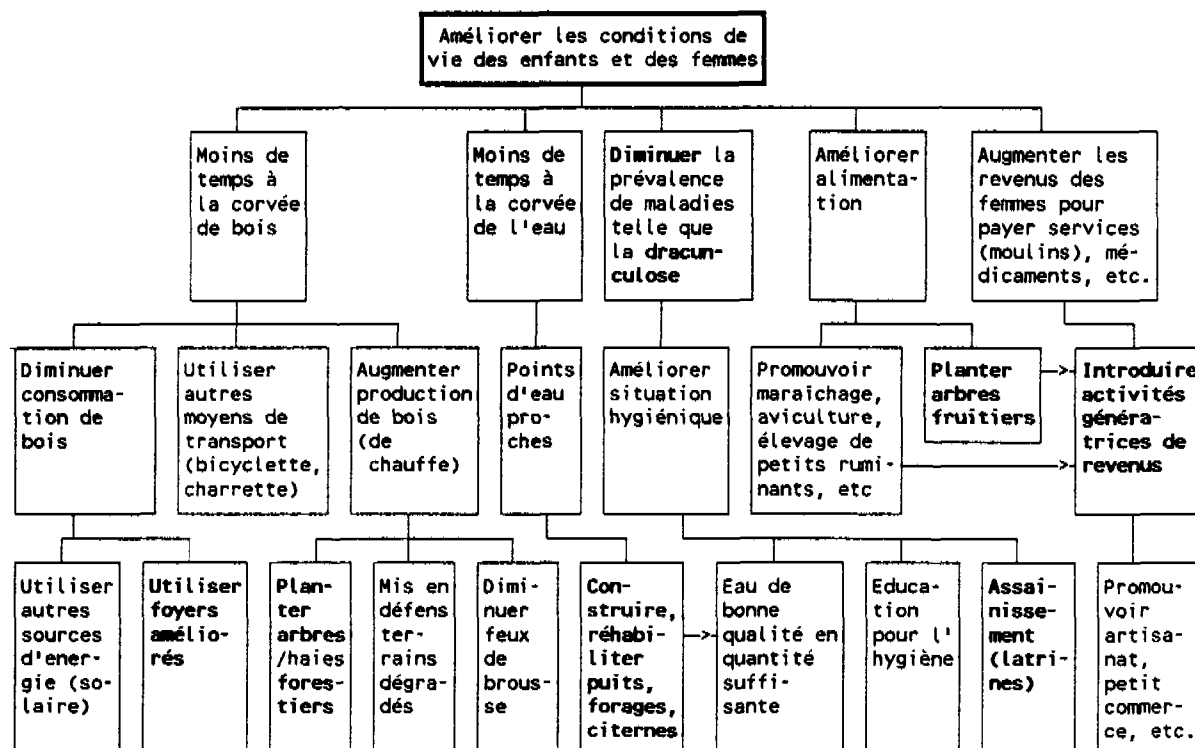 Améliorer les conditions de
vie des enfants et des femmes
Moins de
temps à
la corvée
de bois
Moins de
temps à
la corvée
de l'eau
Diminuer la
prévalence
de maladies
telle que
la dracun-
culose
Améliorer
alimenta-
tion
Augmenter les
revenus des
femmes pour
payer services
(moulins), mé-
dicaments, etc.
Diminuer
consomma-
tion de
bois
Utiliser
autres
moyens de
transport
(bicyclette,
charrette)
Augmenter
production
de bois
(de
chauffe)
Points
d'eau
pro-
ches
Améliorer
situation
hygiénique
Promouvoir
maraîchage,
aviculture,
élevage de
petits rumi-
nants, etc
Planter
arbres
fruitiers
Introduire
activités
généra-
trices de
revenus
Utiliser
autres
sources
d'ener-
gie (so-
laire)
Utiliser
foyers
amélio-
rés
Plan-
ter
arbres
/haies
fores-
tiers
Mis en
défens
ter-
rains
dégra-
dés
Dimi-
nuer
feux
de
brous-
se
Con-
struire,
réhabi-
liter
puits,
forages,
citernes
Eau de
bonne
qualité en
quantité
suffi-
sante
Educa-
tion
pour l'
hygiène
Assai-
nisse-
ment
(latri-
nes)
Promou-
voir
artisa-
nat,
petit
commer-
ce, etc.